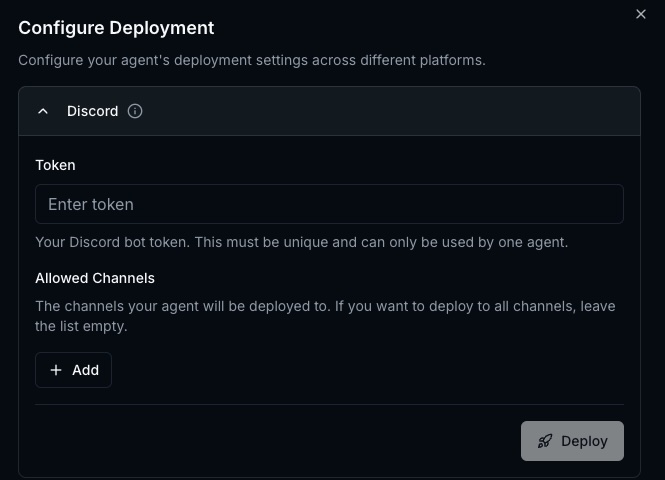 Configure Deployment
Configure your agent's deployment settings across different platforms.
Discord
Token
Enter token
Your Discord bot token. This must be unique and can only be used by one agent.
Allowed Channels
The channels your agent will be deployed to. If you want to deploy to all channels, leave
the list empty.
Add
Deploy